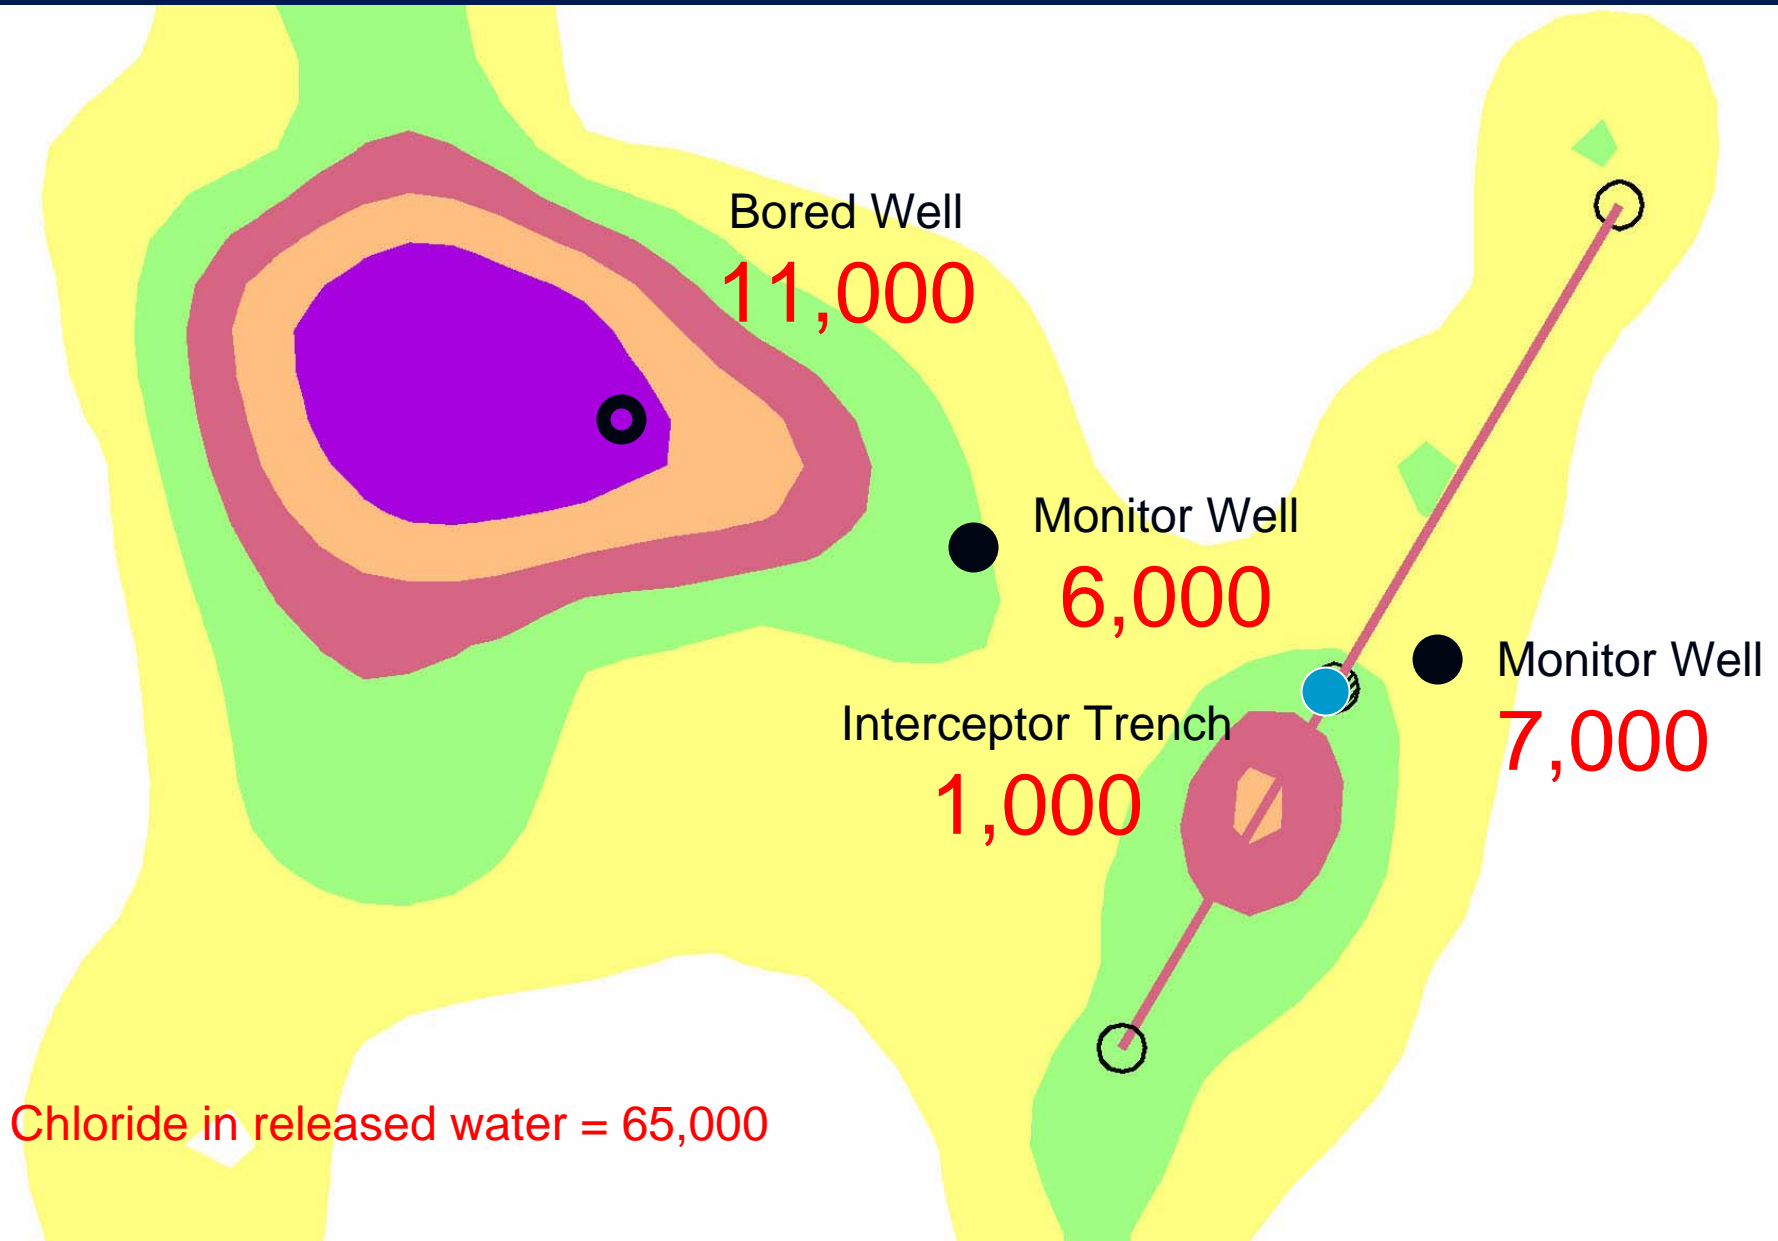 Bored Well
11,000
Monitor Well
6,000
Monitor Well
7,000
Interceptor Trench
1,000
Chloride in released water = 65,000